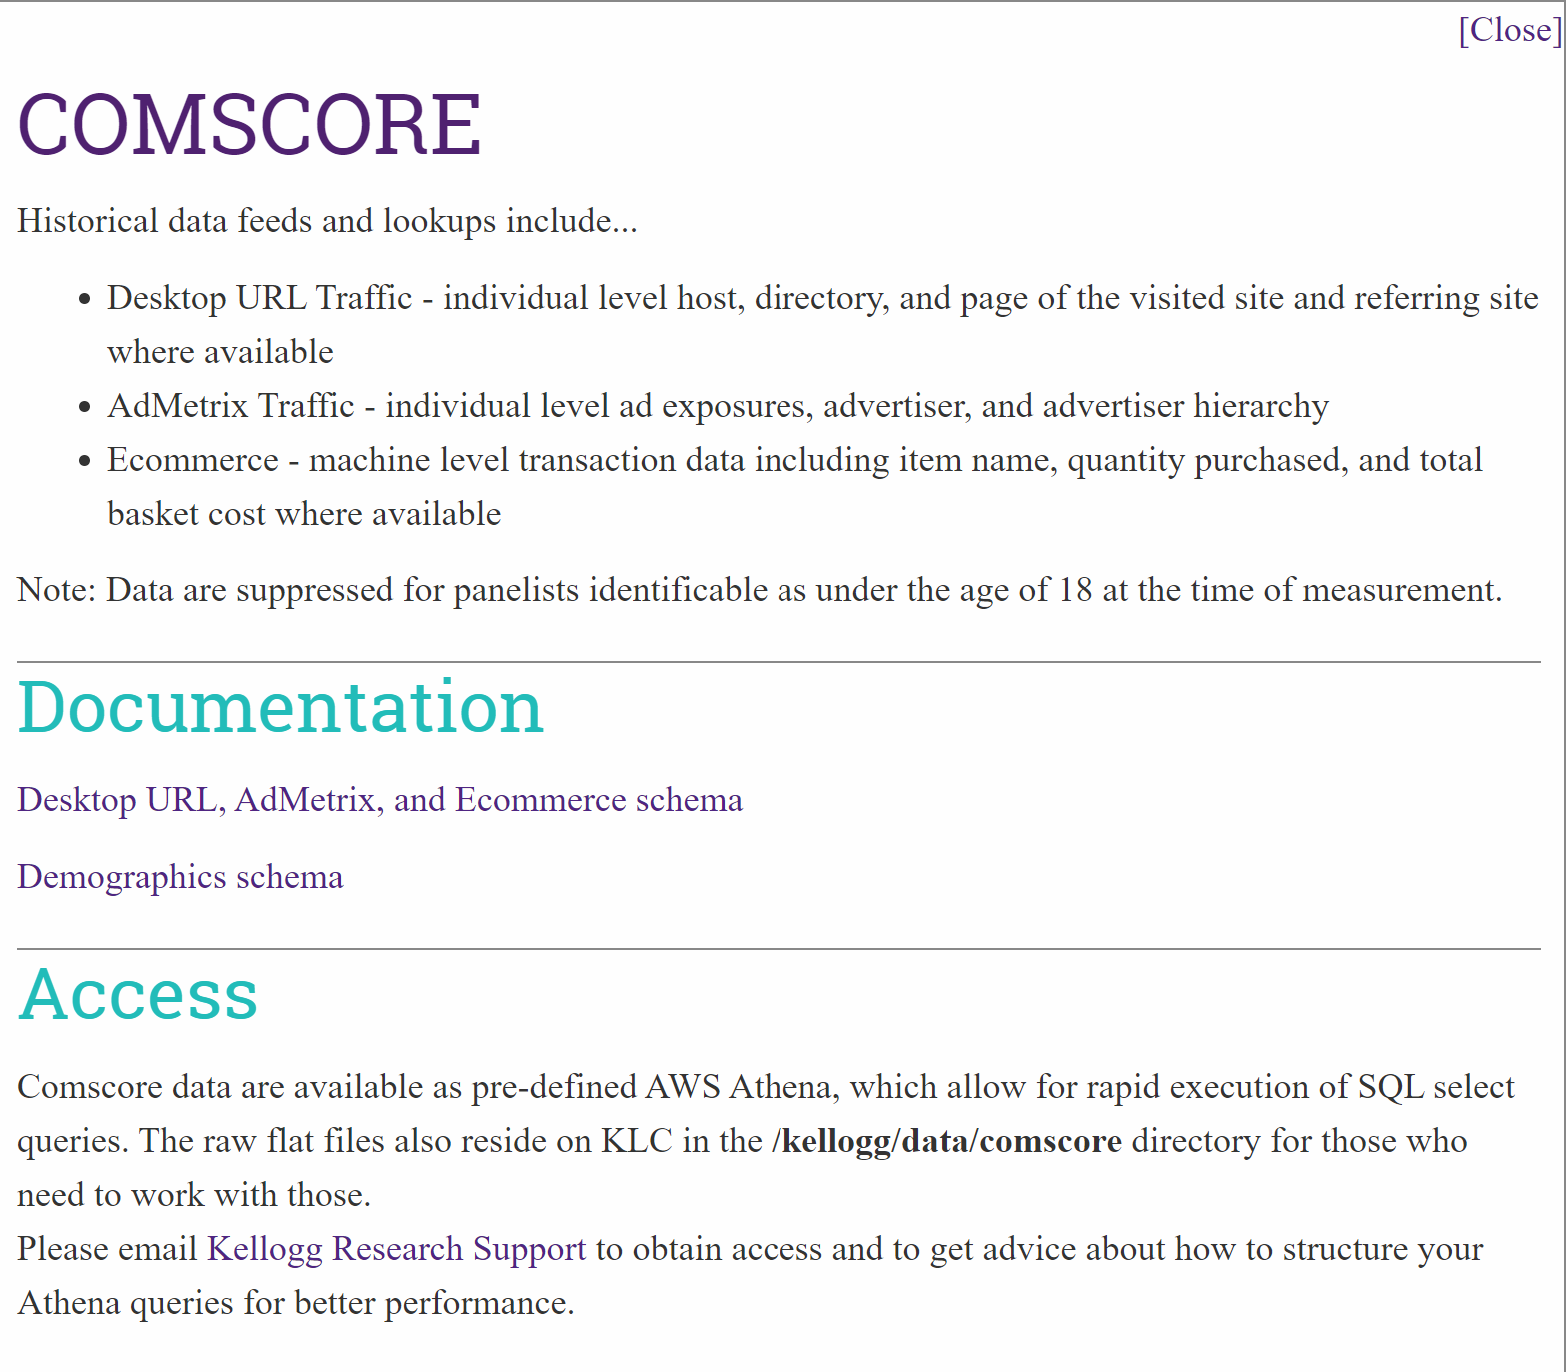 [Close]
COMSCORE
Historical data feeds and lookups include...
• Desktop URL Traffic - individual level host, directory, and page of the visited site and referring site
where available
• AdMetrix Traffic - individual level ad exposures, advertiser, and advertiser hierarchy
• Ecommerce - machine level transaction data including item name, quantity purchased, and total
basket cost where available
Note: Data are suppressed for panelists identificable as under the age of 18 at the time of measurement.
Documentation
Desktop URL, AdMetrix, and Ecommerce schema
Demographics schema
Access
Comscore data are available as pre-defined AWS Athena, which allow for rapid execution of SQL select
queries. The raw flat files also reside on KLC in the /kellogg/data/comscore directory for those who
need to work with those.
Please email Kellogg Research Support to obtain access and to get advice about how to structure your
Athena queries for better performance.